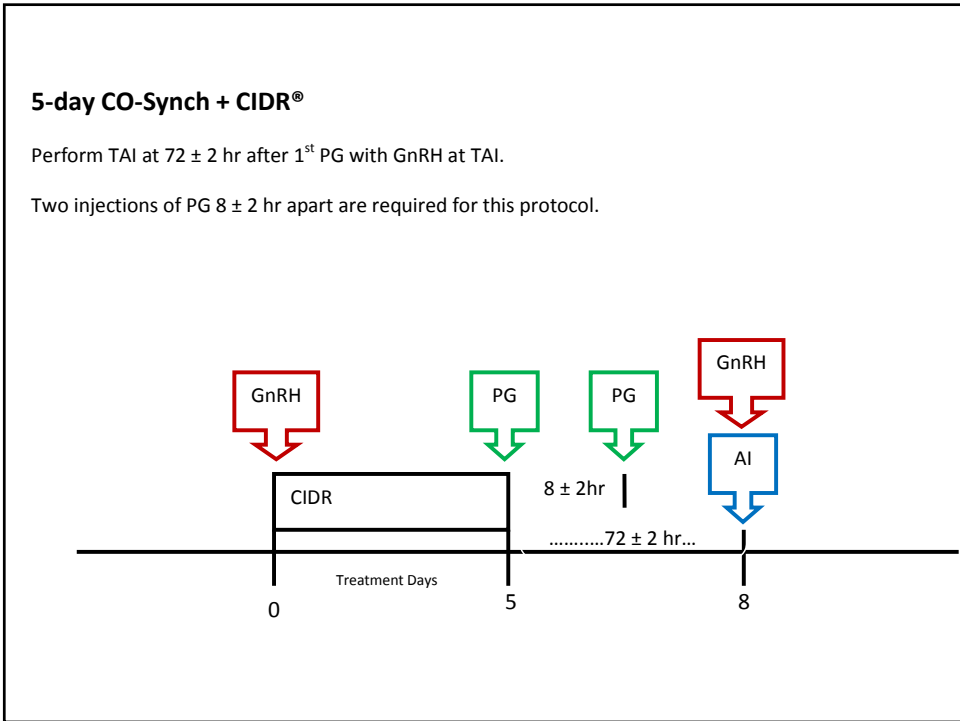 5-day CO-Synch + CIDR®
Perform TAI at 72 ± 2 hr after 1st PG with GnRH at TAI.
Two injections of PG 8 ± 2 hr apart are required for this protocol.
GnRH
GnRH
PG
PG
AI
CIDR
8 ± 2hr
...........72 ± 2 hr...
Treatment Days
0
5
8